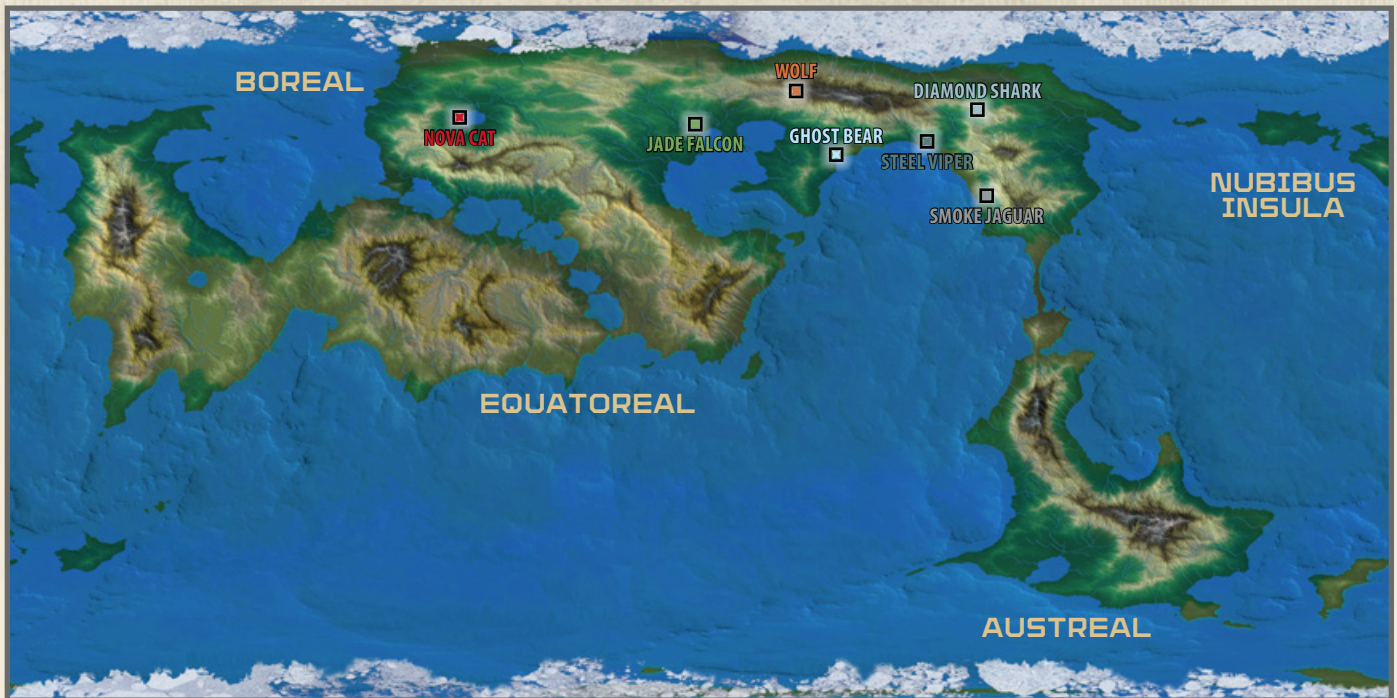 WOLF
BOREAL
DIAMOND SHARK
NOVA CAT
JADE FALCON
GHOST BEAR
STEEL VIPER
NUBIBUS
INSULA
SMOKE JAGUAR
EQUATOREAL
AUSTREAL